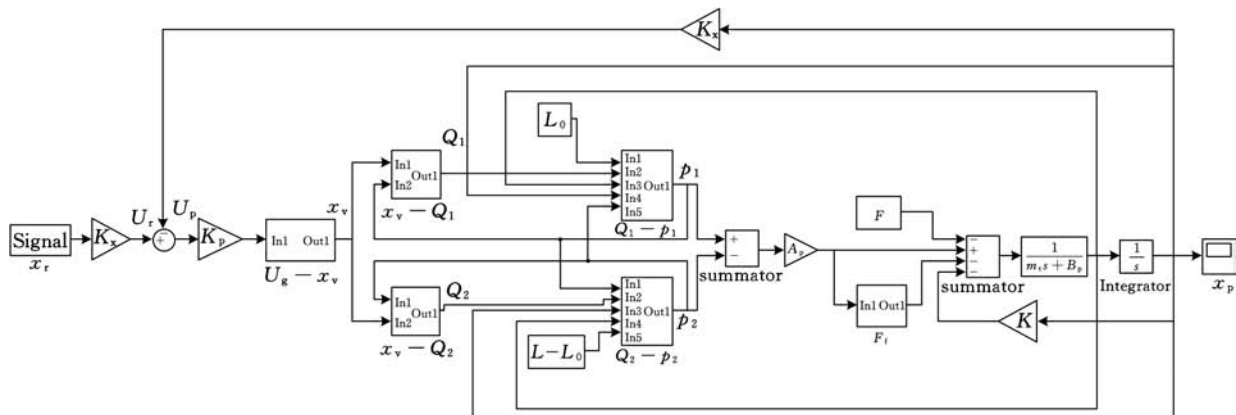 Kx
L₀
Q₁
In1
In2
In3 Out1
In4
In5
p₁
Q₁ − p₁
In1
Out1
In2
xᵥ − Q₁
Signal
xᵣ
Kx
Uᵣ
−
+
Uₚ
Kₚ
In1 Out1
U_g − xᵥ
xᵥ
+
−
summator
Aₚ
F
−
+
−
−
summator
1
mₜs + Bₚ
1
s
Integrator
xₚ
In1 Out1
F_f
K
In1
Out1
In2
xᵥ − Q₂
Q₂
In1
In2
In3 Out1
In4
In5
p₂
Q₂ − p₂
L−L₀